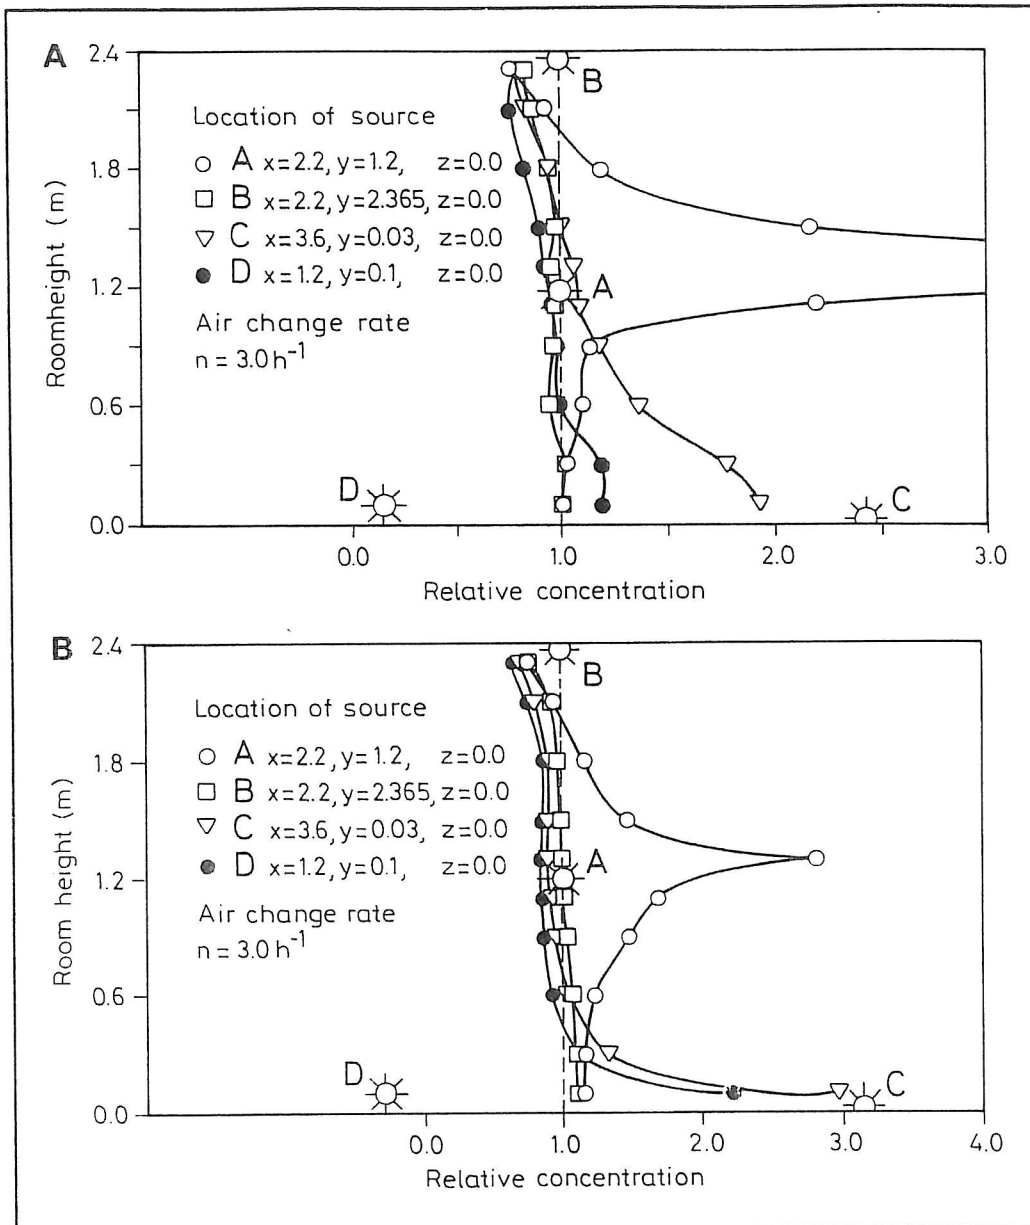 A
2.4
1.8
1.2
0.6
0.0
Roomheight (m)
B
Location of source
A x=2.2, y=1.2, z=0.0
B x=2.2, y=2.365, z=0.0
C x=3.6, y=0.03, z=0.0
D x=1.2, y=0.1, z=0.0
Air change rate
n = 3.0 h⁻¹
A
D
C
0.0 1.0 2.0 3.0
Relative concentration
B
2.4
1.8
1.2
0.6
0.0
Room height (m)
B
Location of source
A x=2.2, y=1.2, z=0.0
B x=2.2, y=2.365, z=0.0
C x=3.6, y=0.03, z=0.0
D x=1.2, y=0.1, z=0.0
Air change rate
n = 3.0 h⁻¹
A
D
C
0.0 1.0 2.0 3.0 4.0
Relative concentration